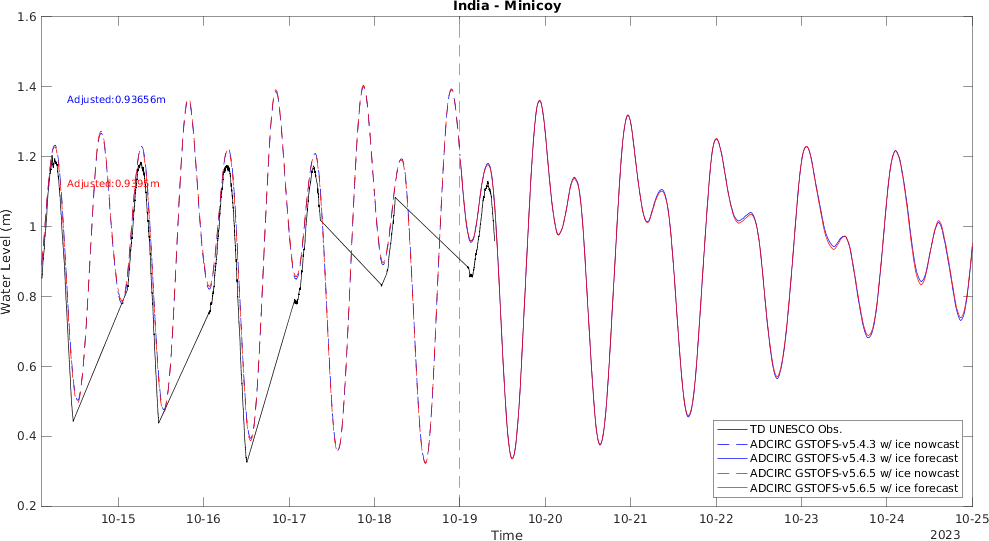 India - Minicoy
1.6
1.4
1.2
1
0.8
0.6
0.4
0.2
Water Level (m)
Adjusted:0.93656m
Adjusted:0.9395m
TD UNESCO Obs.
ADCIRC GSTOFS-v5.4.3 w/ ice nowcast
ADCIRC GSTOFS-v5.4.3 w/ ice forecast
ADCIRC GSTOFS-v5.6.5 w/ ice nowcast
ADCIRC GSTOFS-v5.6.5 w/ ice forecast
10-15 10-16 10-17 10-18 10-19 10-20 10-21 10-22 10-23 10-24 10-25
Time
2023